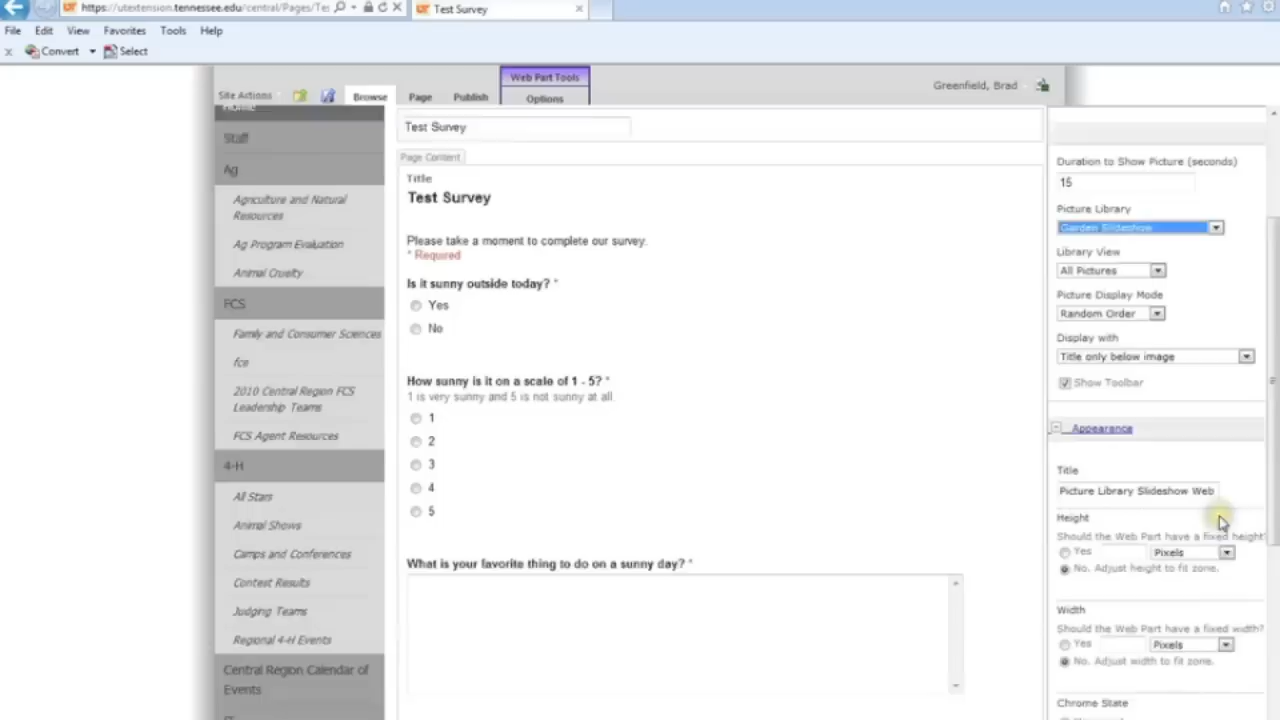 https://utextension.tennessee.edu/central/Pages/Te
Test Survey
File Edit View Favorites Tools Help
x Convert Select
Web Part Tools
Site Actions Browse Page Publish Options
Greenfield, Brad
Home
Staff
Ag
Agriculture and Natural
Resources
Ag Program Evaluation
Animal Cruelty
FCS
Family and Consumer Sciences
fce
2010 Central Region FCS
Leadership Teams
FCS Agent Resources
4-H
All Stars
Animal Shows
Camps and Conferences
Contest Results
Judging Teams
Regional 4-H Events
Central Region Calendar of
Events
Test Survey
Page Content
Title
Test Survey
Please take a moment to complete our survey.
* Required
Is it sunny outside today? *
Yes
No
How sunny is it on a scale of 1 - 5? *
1 is very sunny and 5 is not sunny at all.
1
2
3
4
5
What is your favorite thing to do on a sunny day? *
Duration to Show Picture (seconds)
15
Picture Library
Garden Slideshow
Library View
All Pictures
Picture Display Mode
Random Order
Display with
Title only below image
Show Toolbar
Appearance
Title
Picture Library Slideshow Web
Height
Should the Web Part have a fixed height?
Yes Pixels
No. Adjust height to fit zone.
Width
Should the Web Part have a fixed width?
Yes Pixels
No. Adjust width to fit zone.
Chrome State